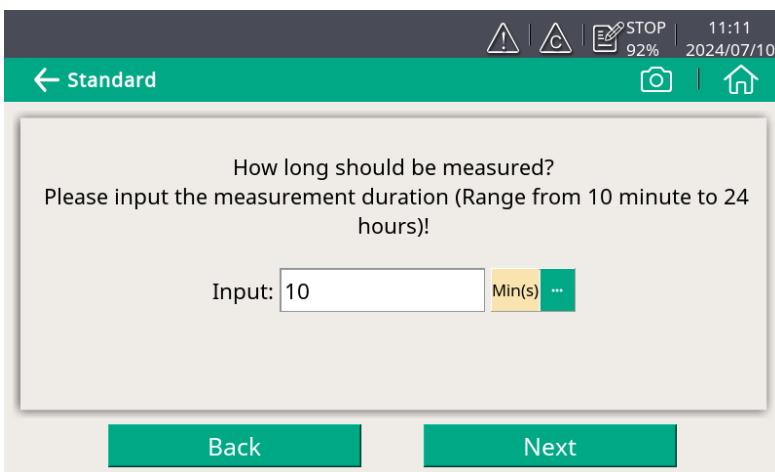 STOP 11:11
92% 2024/07/10
Standard
How long should be measured?
Please input the measurement duration (Range from 10 minute to 24
hours)!
Input: 10 Min(s) ...
Back Next